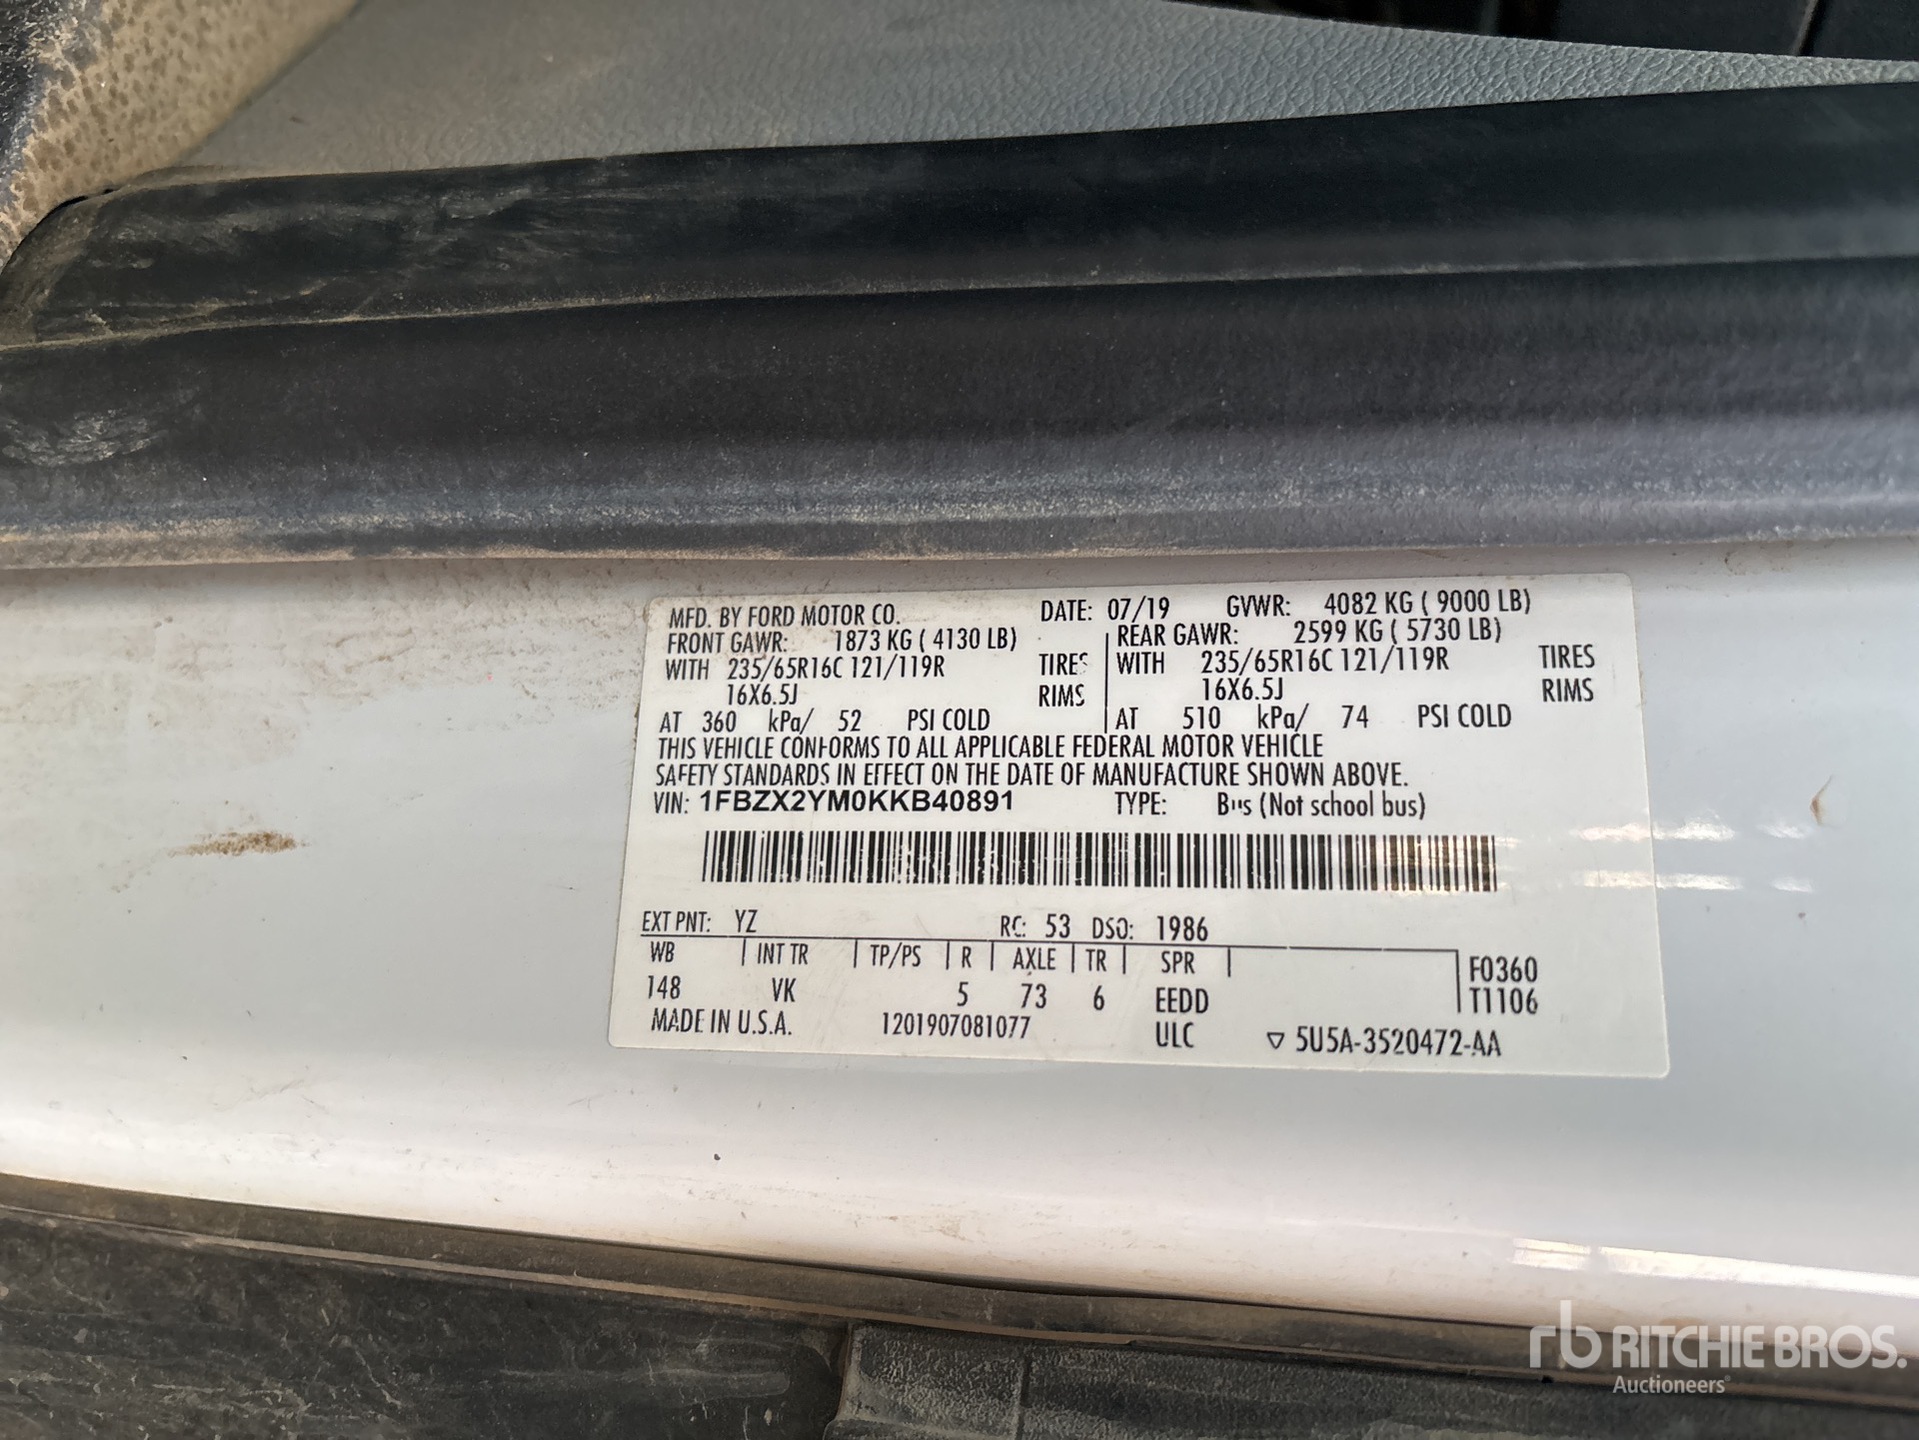 MFD. BY FORD MOTOR CO. DATE: 07/19 GVWR: 4082 KG ( 9000 LB)
FRONT GAWR: 1873 KG ( 4130 LB) REAR GAWR: 2599 KG ( 5730 LB)
WITH 235/65R16C 121/119R TIRES WITH 235/65R16C 121/119R TIRES
16X6.5J RIMS 16X6.5J RIMS
AT 360 kPa/ 52 PSI COLD AT 510 kPa/ 74 PSI COLD
THIS VEHICLE CONFORMS TO ALL APPLICABLE FEDERAL MOTOR VEHICLE
SAFETY STANDARDS IN EFFECT ON THE DATE OF MANUFACTURE SHOWN ABOVE.
VIN: 1FBZX2YM0KKB40891 TYPE: Bus (Not school bus)
EXT PNT: YZ RC: 53 DSO: 1986
WB | INT TR | TP/PS | R | AXLE | TR | SPR | F0360
148 VK 5 73 6 EEDD T1106
MADE IN U.S.A. 1201907081077 ULC ▽ 5U5A-3520472-AA
rb RITCHIE BROS.
Auctioneers